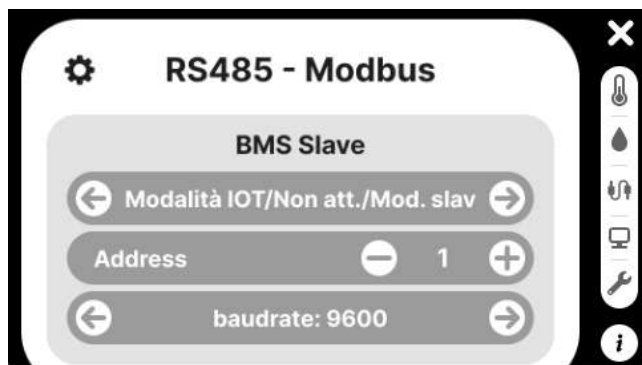 RS485 - Modbus
BMS Slave
Modalità IOT/Non att./Mod. slav
Address 1
baudrate: 9600
i